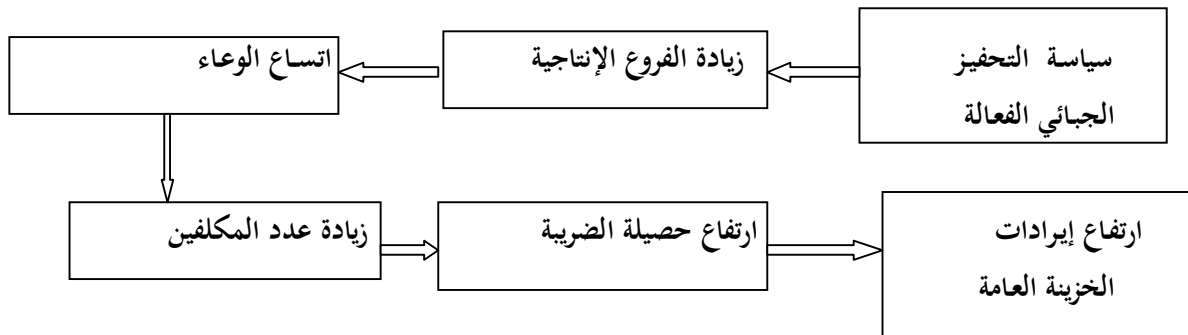 سياسة التحفيز
الجبائي الفعالة
زيادة الفروع الإنتاجية
اتساع الوعاء
زيادة عدد المكلفين
ارتفاع حصيلة الضريبة
ارتفاع إيرادات
الخزينة العامة